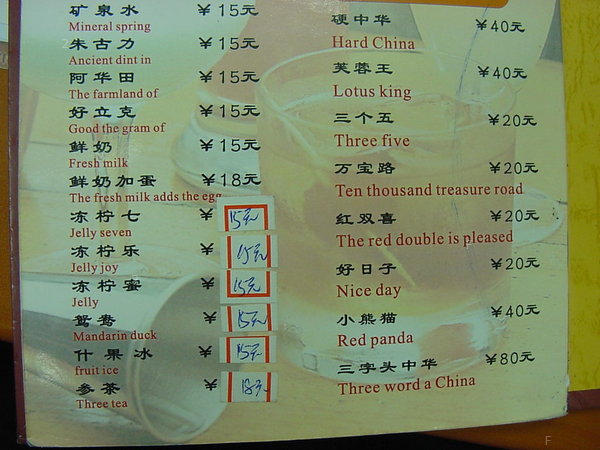 矿泉水 ¥15元
Mineral spring
朱古力 ¥15元
Ancient dint in
阿华田 ¥15元
The farmland of
好立克 ¥15元
Good the gram of
鲜奶 ¥15元
Fresh milk
鲜奶加蛋 ¥18元
The fresh milk adds the egg
冻柠七 ¥15元
Jelly seven
冻柠乐 ¥15元
Jelly joy
冻柠蜜 ¥15元
Jelly
鸳鸯 ¥15元
Mandarin duck
什果冰 ¥15元
fruit ice
参茶 ¥18元
Three tea
硬中华 ¥40元
Hard China
芙蓉王 ¥40元
Lotus king
三个五 ¥20元
Three five
万宝路 ¥20元
Ten thousand treasure road
红双喜 ¥20元
The red double is pleased
好日子 ¥20元
Nice day
小熊猫 ¥40元
Red panda
三字头中华 ¥80元
Three word a China
F